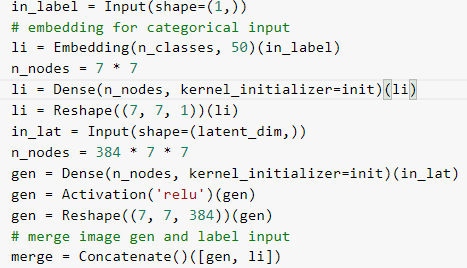 in_label = Input(shape=(1,))
# embedding for categorical input
li = Embedding(n_classes, 50)(in_label)
n_nodes = 7 * 7
li = Dense(n_nodes, kernel_initializer=init)(li)
li = Reshape((7, 7, 1))(li)
in_lat = Input(shape=(latent_dim,))
n_nodes = 384 * 7 * 7
gen = Dense(n_nodes, kernel_initializer=init)(in_lat)
gen = Activation('relu')(gen)
gen = Reshape((7, 7, 384))(gen)
# merge image gen and label input
merge = Concatenate()([gen, li])